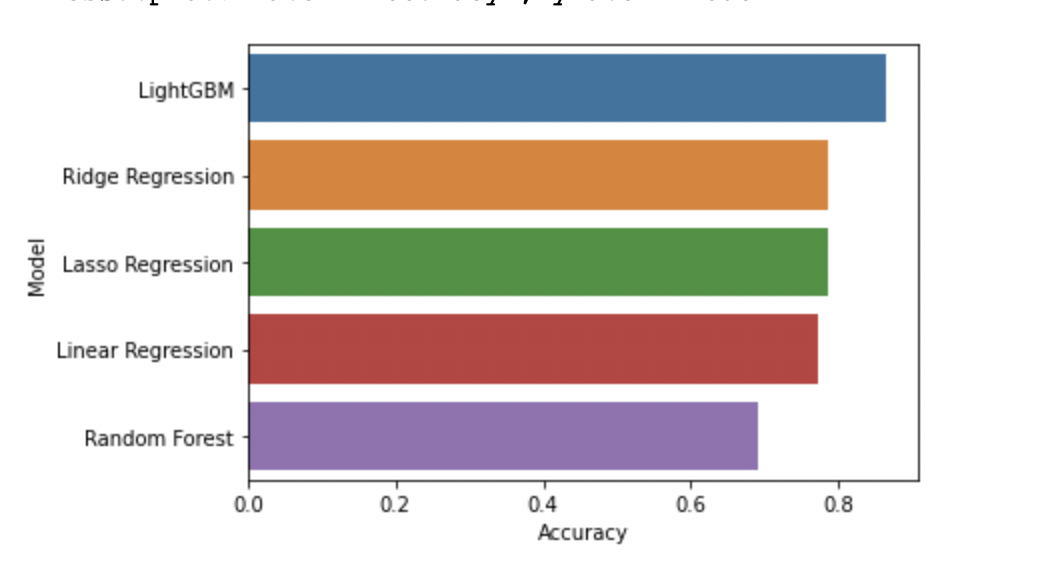 LightGBM
Ridge Regression
Lasso Regression
Linear Regression
Random Forest
Model
0.0 0.2 0.4 0.6 0.8
Accuracy